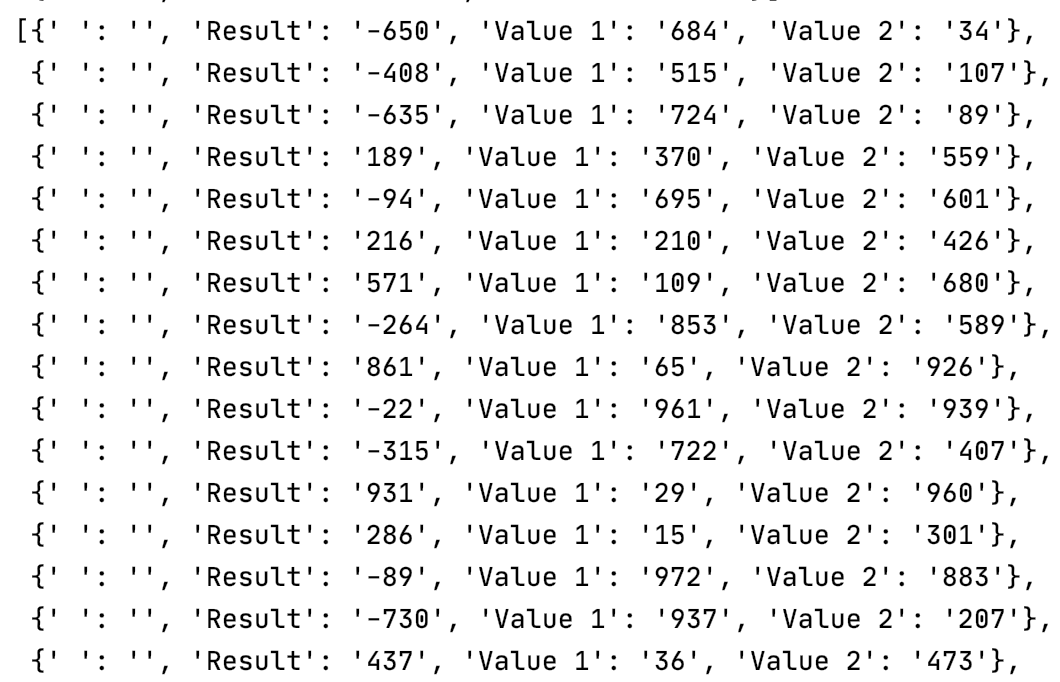 [{' ': '', 'Result': '-650', 'Value 1': '684', 'Value 2': '34'},
{' ': '', 'Result': '-408', 'Value 1': '515', 'Value 2': '107'},
{' ': '', 'Result': '-635', 'Value 1': '724', 'Value 2': '89'},
{' ': '', 'Result': '189', 'Value 1': '370', 'Value 2': '559'},
{' ': '', 'Result': '-94', 'Value 1': '695', 'Value 2': '601'},
{' ': '', 'Result': '216', 'Value 1': '210', 'Value 2': '426'},
{' ': '', 'Result': '571', 'Value 1': '109', 'Value 2': '680'},
{' ': '', 'Result': '-264', 'Value 1': '853', 'Value 2': '589'},
{' ': '', 'Result': '861', 'Value 1': '65', 'Value 2': '926'},
{' ': '', 'Result': '-22', 'Value 1': '961', 'Value 2': '939'},
{' ': '', 'Result': '-315', 'Value 1': '722', 'Value 2': '407'},
{' ': '', 'Result': '931', 'Value 1': '29', 'Value 2': '960'},
{' ': '', 'Result': '286', 'Value 1': '15', 'Value 2': '301'},
{' ': '', 'Result': '-89', 'Value 1': '972', 'Value 2': '883'},
{' ': '', 'Result': '-730', 'Value 1': '937', 'Value 2': '207'},
{' ': '', 'Result': '437', 'Value 1': '36', 'Value 2': '473'},